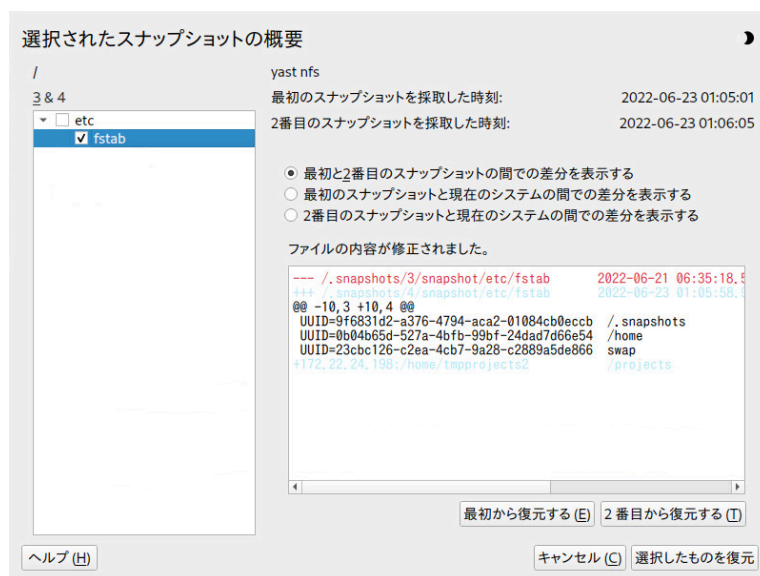 選択されたスナップショットの概要
/
yast nfs
3 & 4
最初のスナップショットを採取した時刻:
2022-06-23 01:05:01
etc
2番目のスナップショットを採取した時刻:
2022-06-23 01:06:05
fstab
最初と2番目のスナップショットの間での差分を表示する
最初のスナップショットと現在のシステムの間での差分を表示する
2番目のスナップショットと現在のシステムの間での差分を表示する
ファイルの内容が修正されました。
--- /.snapshots/3/snapshot/etc/fstab 2022-06-21 06:35:18.5
+++ /.snapshots/4/snapshot/etc/fstab 2022-06-23 01:05:58.
@@ -10,3 +10,4 @@
UUID=9f6831d2-a376-4794-aca2-01084cb0eccb /.snapshots
UUID=0b04b65d-527a-4bfb-99bf-24dad7d66e54 /home
UUID=23cbc126-c2ea-4cb7-9a28-c2889a5de866 swap
+172.22.24.198:/home/tmpprojects2 /projects
最初から復元する (E)
2 番目から復元する (T)
ヘルプ (H)
キャンセル (C)
選択したものを復元